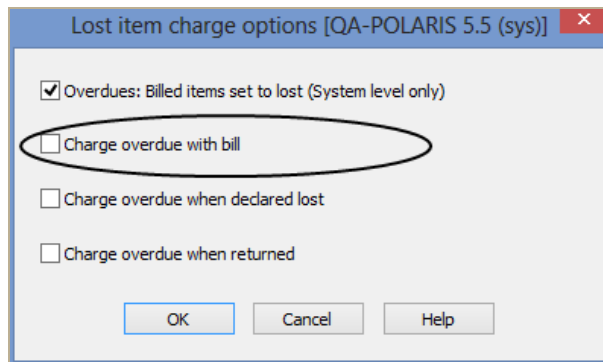 Lost item charge options [QA-POLARIS 5.5 (sys)]
Overdues: Billed items set to lost (System level only)
Charge overdue with bill
Charge overdue when declared lost
Charge overdue when returned
OK Cancel Help